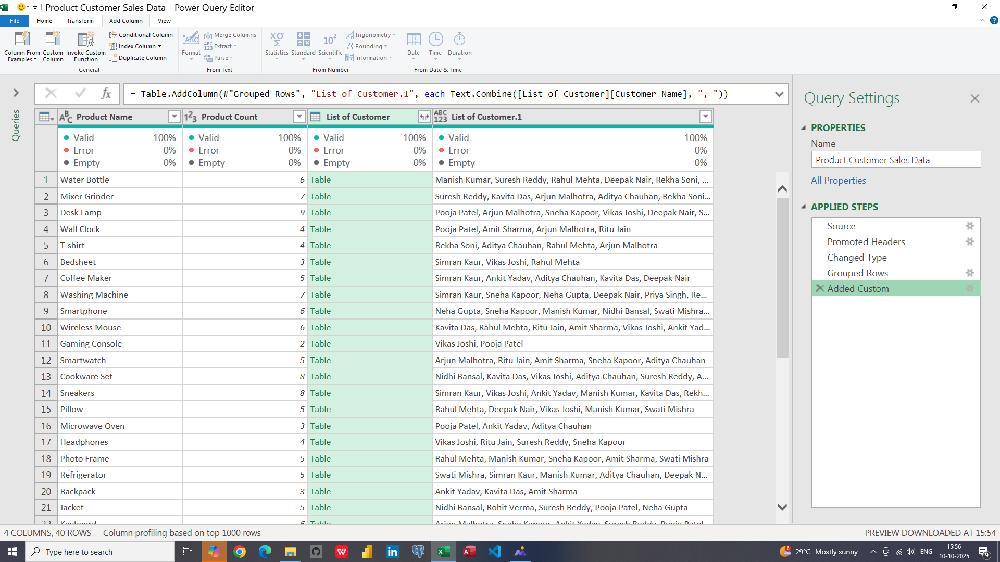 Product Customer Sales Data - Power Query Editor
File Home Transform Add Column View
Column From Examples
Custom Column
Invoke Custom Function
Conditional Column
Index Column
Duplicate Column
General
Format
Merge Columns
Extract
Parse
From Text
Statistics
Standard
Scientific
Trigonometry
Rounding
Information
From Number
Date
Time
Duration
From Date & Time
Queries
= Table.AddColumn(#"Grouped Rows", "List of Customer.1", each Text.Combine([List of Customer][Customer Name], ", "))
Product Name Product Count List of Customer List of Customer.1
Valid 100% Valid 100% Valid 100% Valid 100%
Error 0% Error 0% Error 0% Error 0%
Empty 0% Empty 0% Empty 0% Empty 0%
1 Water Bottle 6 Table Manish Kumar, Suresh Reddy, Rahul Mehta, Deepak Nair, Rekha Soni, ...
2 Mixer Grinder 7 Table Suresh Reddy, Kavita Das, Arjun Malhotra, Aditya Chauhan, Rekha Soni...
3 Desk Lamp 9 Table Pooja Patel, Arjun Malhotra, Sneha Kapoor, Vikas Joshi, Deepak Nair, S...
4 Wall Clock 4 Table Pooja Patel, Amit Sharma, Arjun Malhotra, Ritu Jain
5 T-shirt 4 Table Rekha Soni, Aditya Chauhan, Rahul Mehta, Arjun Malhotra
6 Bedsheet 3 Table Simran Kaur, Vikas Joshi, Rahul Mehta
7 Coffee Maker 5 Table Simran Kaur, Ankit Yadav, Aditya Chauhan, Kavita Das, Deepak Nair
8 Washing Machine 7 Table Simran Kaur, Sneha Kapoor, Neha Gupta, Deepak Nair, Priya Singh, Re...
9 Smartphone 6 Table Neha Gupta, Sneha Kapoor, Manish Kumar, Nidhi Bansal, Swati Mishra...
10 Wireless Mouse 6 Table Kavita Das, Rahul Mehta, Ritu Jain, Amit Sharma, Vikas Joshi, Ankit Yad...
11 Gaming Console 2 Table Vikas Joshi, Pooja Patel
12 Smartwatch 5 Table Arjun Malhotra, Ritu Jain, Amit Sharma, Sneha Kapoor, Aditya Chauhan
13 Cookware Set 8 Table Nidhi Bansal, Kavita Das, Vikas Joshi, Aditya Chauhan, Suresh Reddy, A...
14 Sneakers 8 Table Simran Kaur, Vikas Joshi, Ankit Yadav, Manish Kumar, Kavita Das, Rekh...
15 Pillow 5 Table Rahul Mehta, Deepak Nair, Vikas Joshi, Manish Kumar, Swati Mishra
16 Microwave Oven 3 Table Pooja Patel, Ankit Yadav, Aditya Chauhan
17 Headphones 4 Table Vikas Joshi, Ritu Jain, Suresh Reddy, Sneha Kapoor
18 Photo Frame 5 Table Rahul Mehta, Manish Kumar, Sneha Kapoor, Amit Sharma, Swati Mishra
19 Refrigerator 5 Table Swati Mishra, Simran Kaur, Manish Kumar, Aditya Chauhan, Deepak N...
20 Backpack 3 Table Ankit Yadav, Kavita Das, Amit Sharma
21 Jacket 5 Table Nidhi Bansal, Rohit Verma, Suresh Reddy, Pooja Patel, Neha Gupta
22 Keyboard 6 Table Arjun Malhotra, Sneha Kapoor, Ankit Yadav, Suresh Reddy, Pooja Patel
Query Settings
PROPERTIES
Name
Product Customer Sales Data
All Properties
APPLIED STEPS
Source
Promoted Headers
Changed Type
Grouped Rows
Added Custom
4 COLUMNS, 40 ROWS Column profiling based on top 1000 rows PREVIEW DOWNLOADED AT 15:54
Type here to search
29°C Mostly sunny
ENG
15:56
10-10-2025